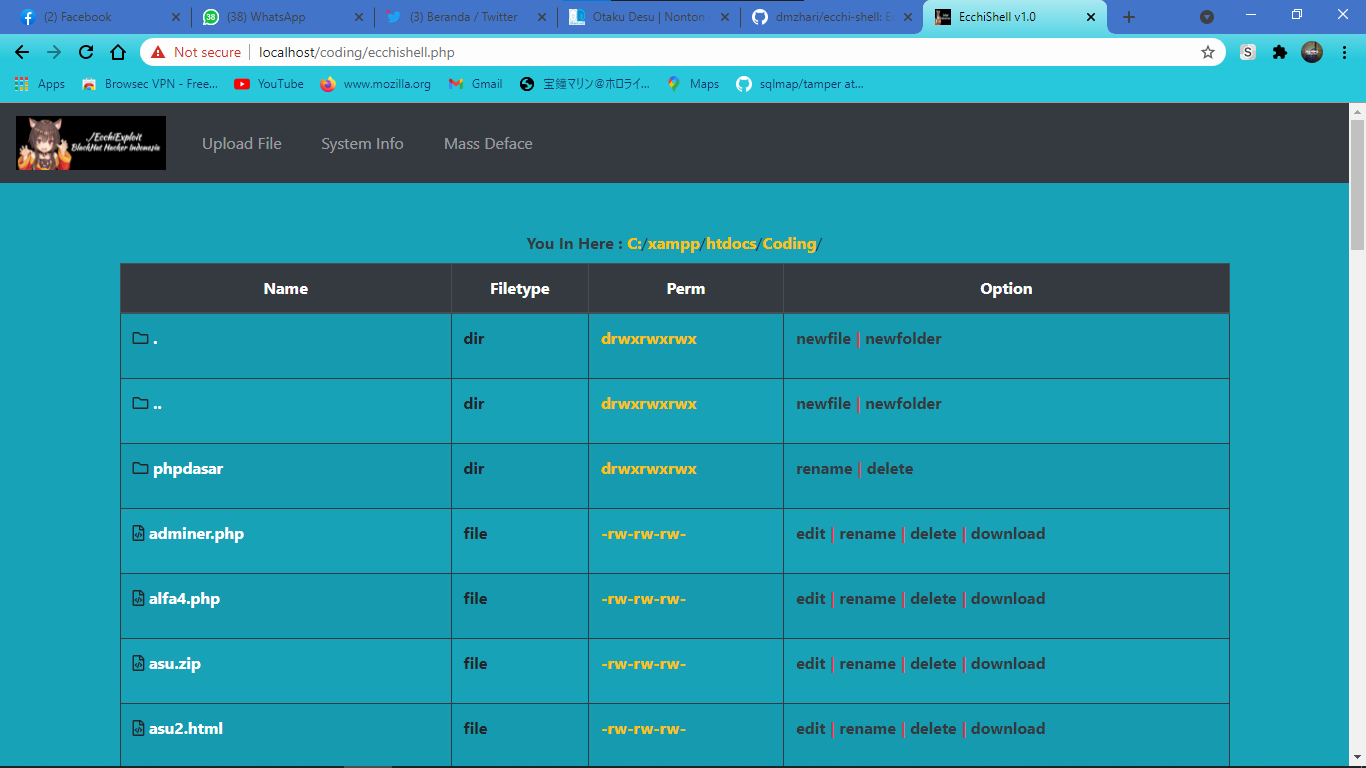 (2) Facebook
(38) WhatsApp
(3) Beranda / Twitter
Otaku Desu | Nonton
dmzhari/ecchi-shell: E
EcchiShell v1.0
Not secure localhost/coding/ecchishell.php
S
Apps
Browsec VPN - Free...
YouTube
www.mozilla.org
Gmail
宝鐘マリン@ホロライ...
Maps
sqlmap/tamper at...
./EcchiExploit
BlackHat Hacker Indonesia
Upload File
System Info
Mass Deface
You In Here : C:/xampp/htdocs/Coding/
Name Filetype Perm Option
. dir drwxrwxrwx newfile | newfolder
.. dir drwxrwxrwx newfile | newfolder
phpdasar dir drwxrwxrwx rename | delete
adminer.php file -rw-rw-rw- edit | rename | delete | download
alfa4.php file -rw-rw-rw- edit | rename | delete | download
asu.zip file -rw-rw-rw- edit | rename | delete | download
asu2.html file -rw-rw-rw- edit | rename | delete | download